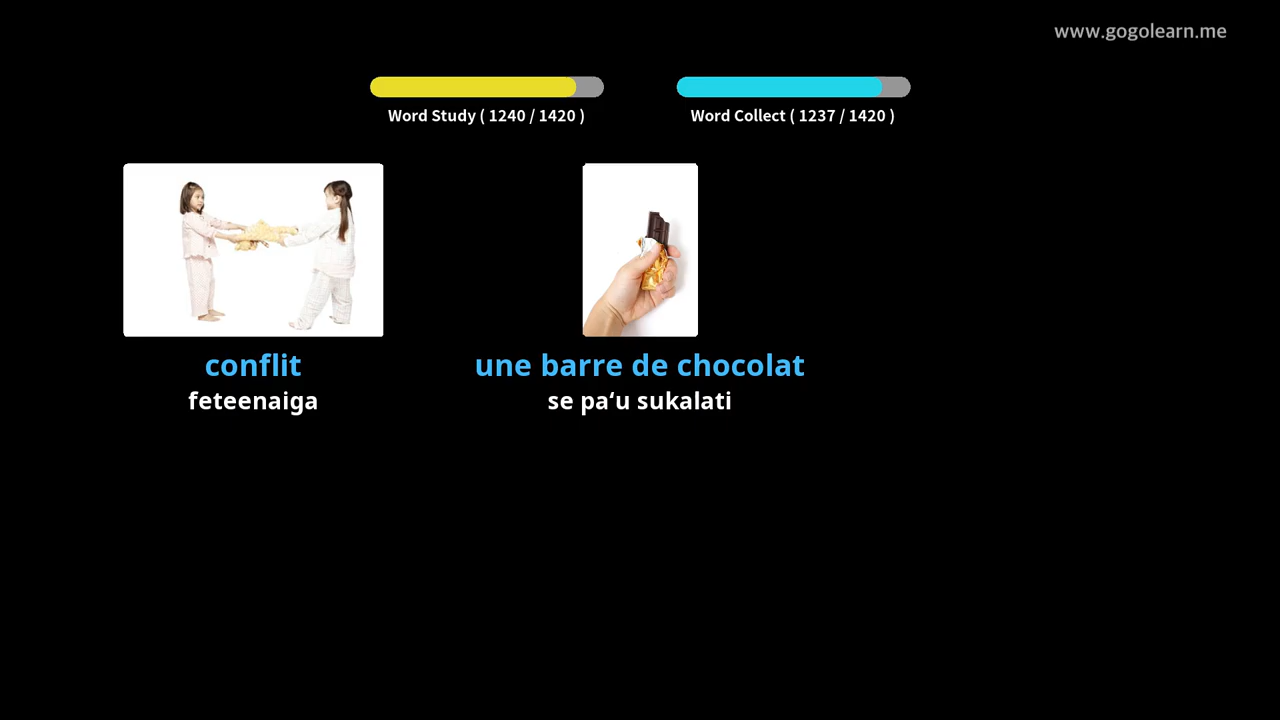 www.gogolearn.me
Word Study ( 1240 / 1420 )
Word Collect ( 1237 / 1420 )
conflit
feteenaiga
une barre de chocolat
se paʻu sukalati